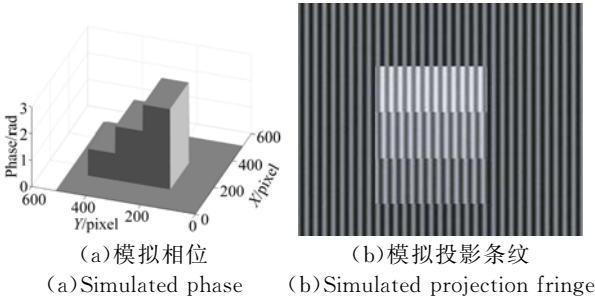 3
2
1
0
Phase/rad
600
400
200
0
Y/pixel
0
200
400
600
X/pixel
(a)模拟相位
(b)模拟投影条纹
(a)Simulated phase
(b)Simulated projection fringe